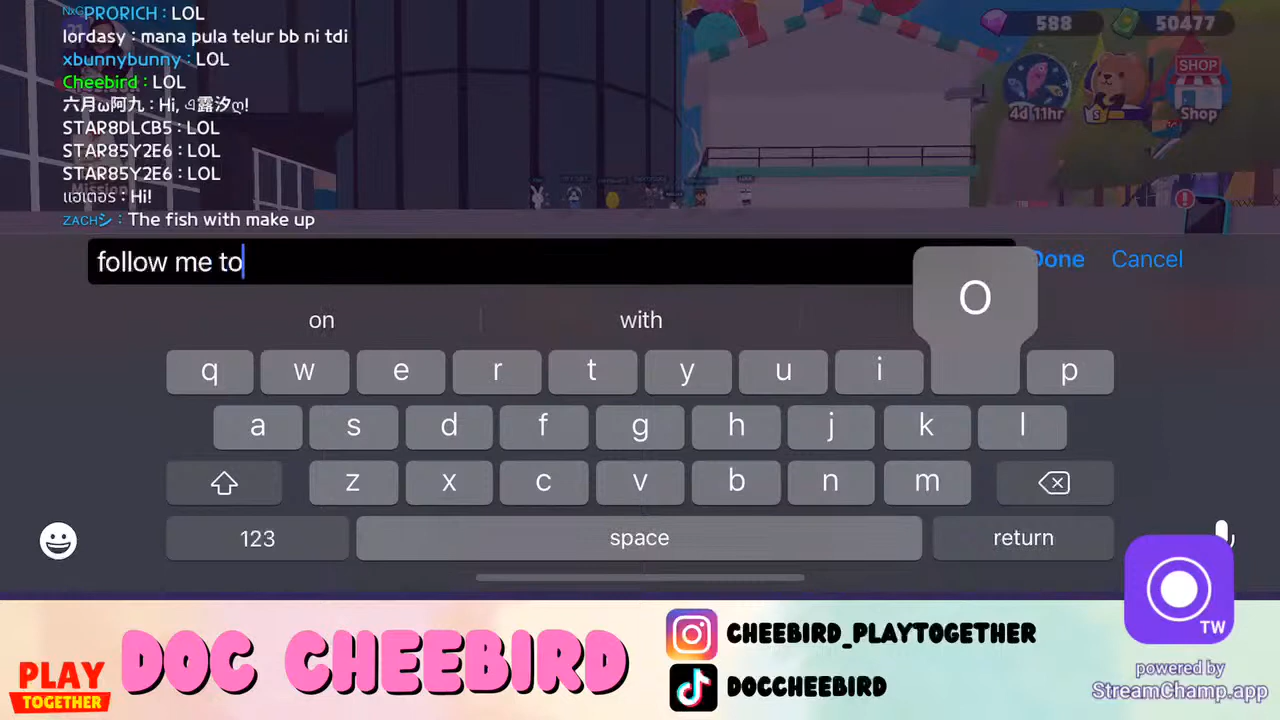 PRORICH : LOL
lordasy : mana pula telur bb ni tdi
xbunnybunny : LOL
Cheebird : LOL
六月ω阿九 : Hi, 露汐ღ!
STAR8DLCB5 : LOL
STAR85Y2E6 : LOL
STAR85Y2E6 : LOL
แฮเตอร : Hi!
ZACHシ : The fish with make up
588
50477
SHOP
4d 11hr
S
Shop
Mission
follow me to
Done
Cancel
O
on
with
q w e r t y u i p
a s d f g h j k l
z x c v b n m
123
space
return
TW
PLAY
TOGETHER
DOC CHEEBIRD
CHEEBIRD_PLAYTOGETHER
DOCCHEEBIRD
powered by
StreamChamp.app